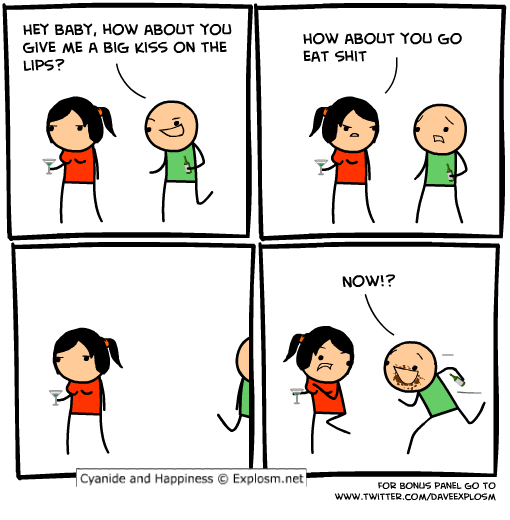 HEY BABY, HOW ABOUT YOU
GIVE ME A BIG KISS ON THE
LIPS?
HOW ABOUT YOU GO
EAT SHIT
NOW!?
Cyanide and Happiness © Explosm.net
FOR BONUS PANEL GO TO
WWW.TWITTER.COM/DAVEEXPLOSM